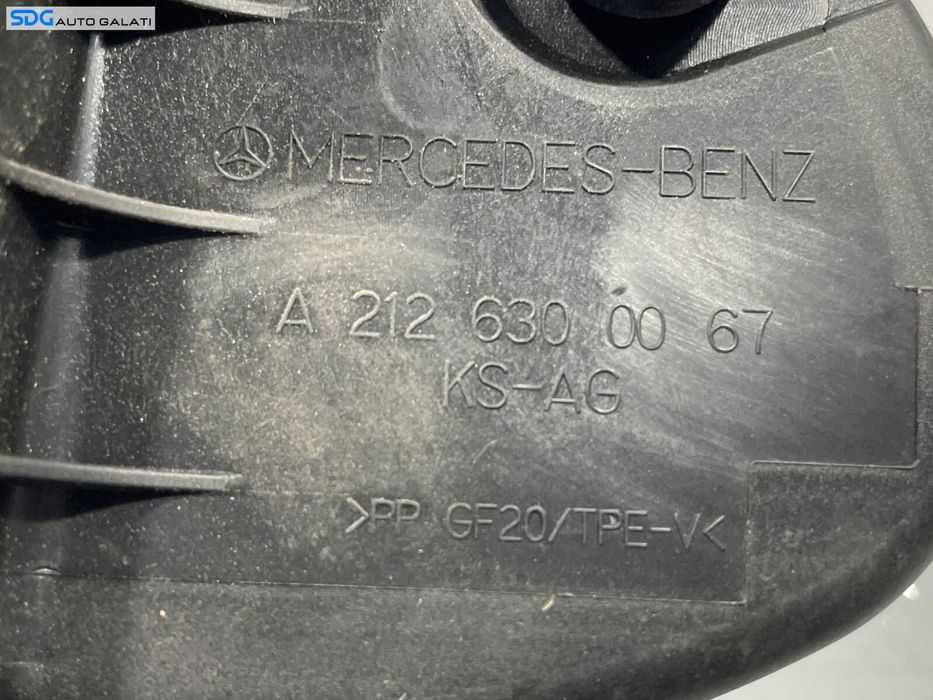 SDG AUTO GALATI
MERCEDES-BENZ
A 212 630 00 67
KS-AG
>PP GF20/TPE-V<